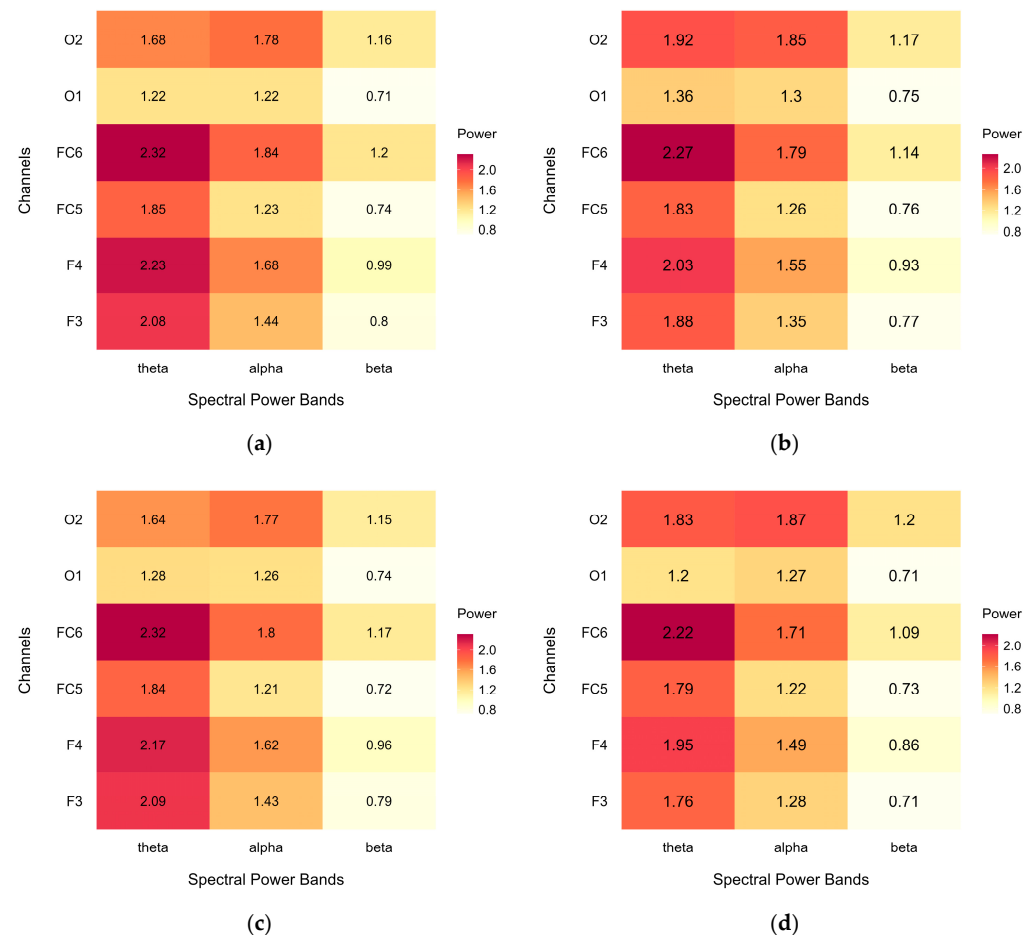 O2 1.68 1.78 1.16
O1 1.22 1.22 0.71
FC6 2.32 1.84 1.2
FC5 1.85 1.23 0.74
F4 2.23 1.68 0.99
F3 2.08 1.44 0.8
theta alpha beta
Spectral Power Bands
Channels
Power
2.0
1.6
1.2
0.8
(a)
O2 1.92 1.85 1.17
O1 1.36 1.3 0.75
FC6 2.27 1.79 1.14
FC5 1.83 1.26 0.76
F4 2.03 1.55 0.93
F3 1.88 1.35 0.77
theta alpha beta
Spectral Power Bands
Channels
Power
2.0
1.6
1.2
0.8
(b)
O2 1.64 1.77 1.15
O1 1.28 1.26 0.74
FC6 2.32 1.8 1.17
FC5 1.84 1.21 0.72
F4 2.17 1.62 0.96
F3 2.09 1.43 0.79
theta alpha beta
Spectral Power Bands
Channels
Power
2.0
1.6
1.2
0.8
(c)
O2 1.83 1.87 1.2
O1 1.2 1.27 0.71
FC6 2.22 1.71 1.09
FC5 1.79 1.22 0.73
F4 1.95 1.49 0.86
F3 1.76 1.28 0.71
theta alpha beta
Spectral Power Bands
Channels
Power
2.0
1.6
1.2
0.8
(d)